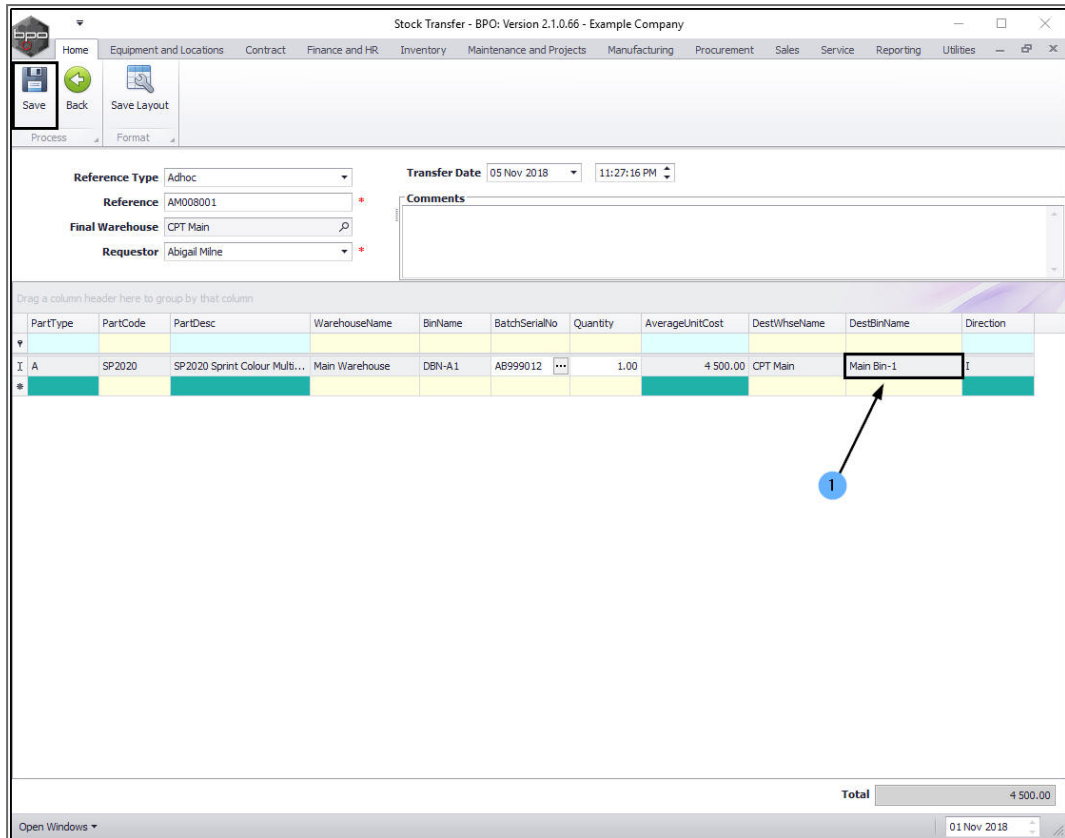 bpo
Stock Transfer - BPO: Version 2.1.0.66 - Example Company
Home Equipment and Locations Contract Finance and HR Inventory Maintenance and Projects Manufacturing Procurement Sales Service Reporting Utilities
Save Back Save Layout
Process Format
Reference Type Adhoc
Transfer Date 05 Nov 2018 11:27:16 PM
Reference AM008001 *
Comments
Final Warehouse CPT Main
Requestor Abigail Milne *
Drag a column header here to group by that column
PartType PartCode PartDesc WarehouseName BinName BatchSerialNo Quantity AverageUnitCost DestWhseName DestBinName Direction
I A SP2020 SP2020 Sprint Colour Multi... Main Warehouse DBN-A1 AB999012 ... 1.00 4 500.00 CPT Main Main Bin-1 I
*
1
Total 4 500.00
Open Windows 01 Nov 2018